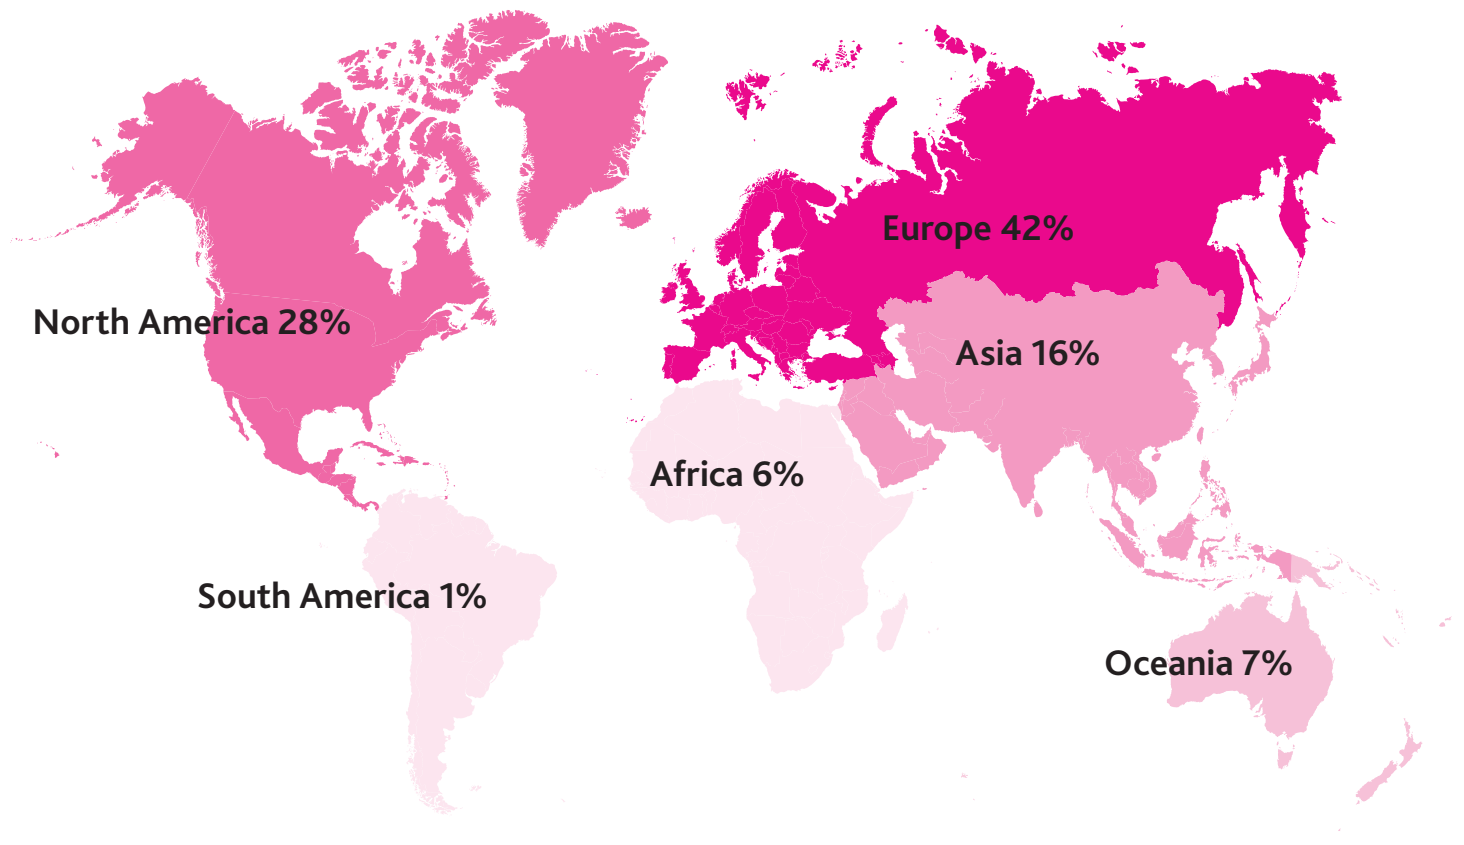 Europe 42%
North America 28%
Asia 16%
Africa 6%
South America 1%
Oceania 7%